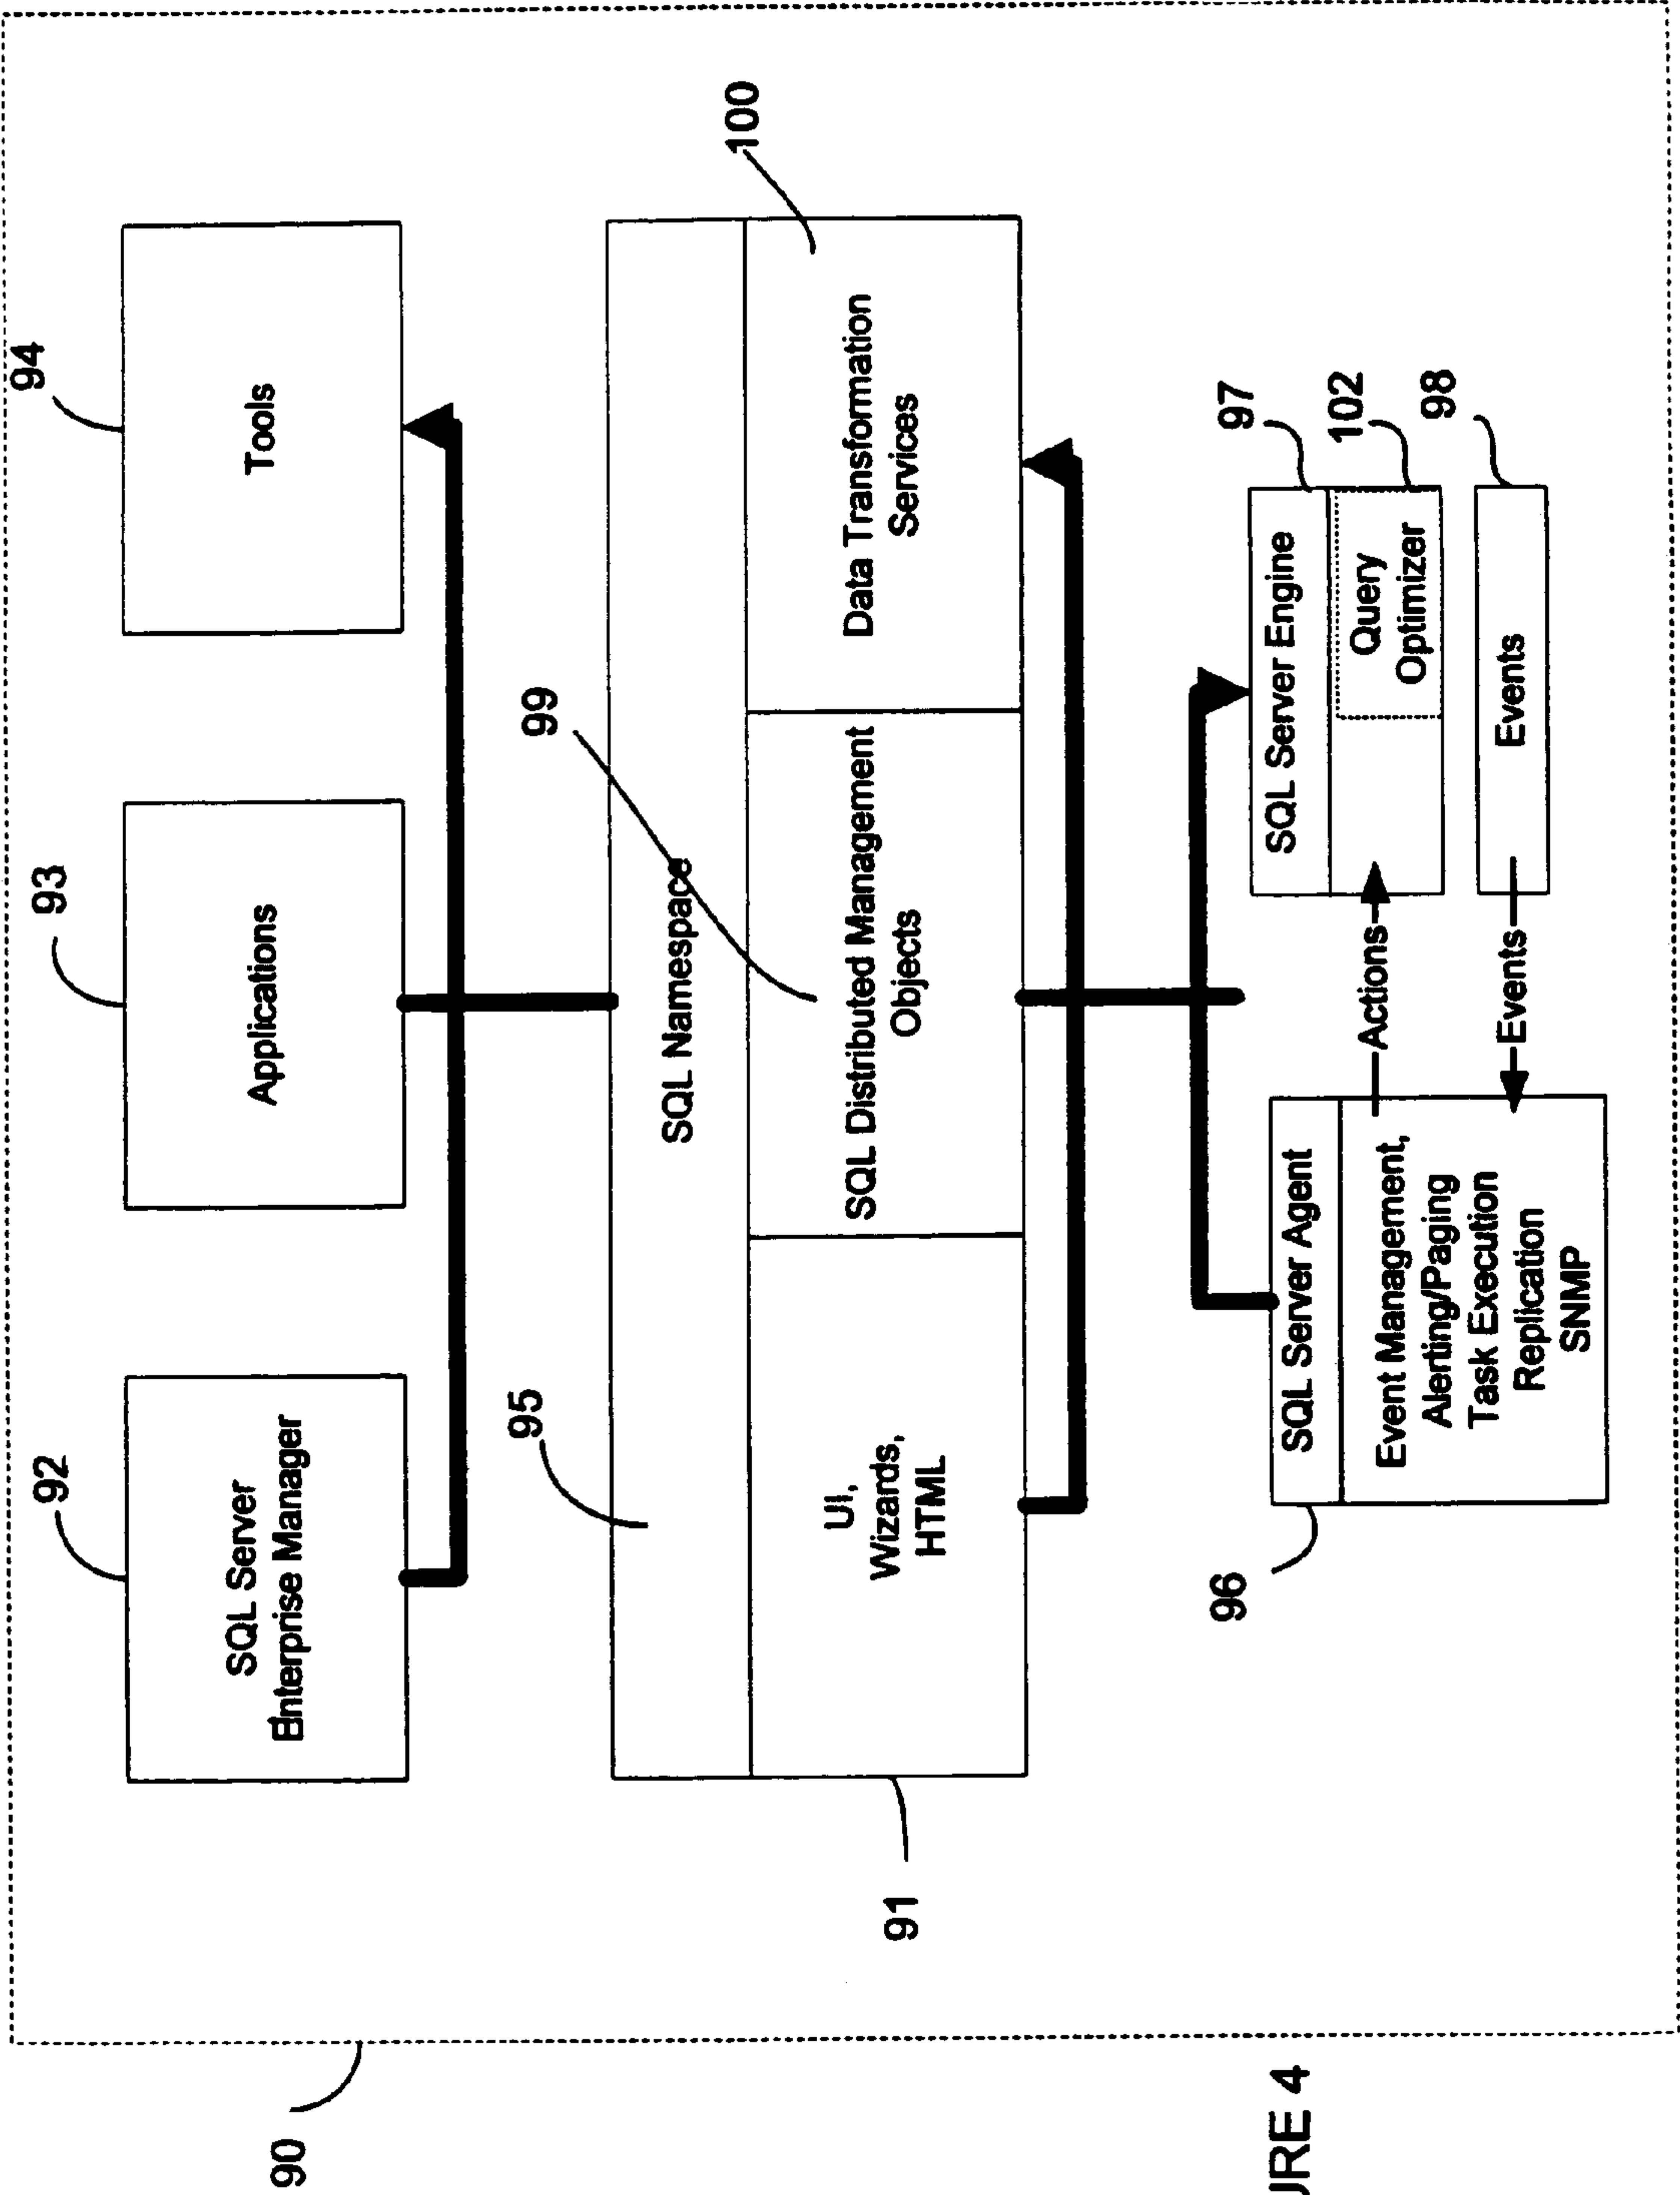 90
92
SQL Server
Enterprise Manager
93
Applications
94
Tools
95
SQL Namespace
99
100
91
UI,
Wizards,
HTML
SQL Distributed Management
Objects
Data Transformation
Services
96
SQL Server Agent
Event Management,
Alerting/Paging
Task Execution
Replication
SNMP
Actions
Events
97
SQL Server Engine
102
Query
Optimizer
98
Events
URE 4